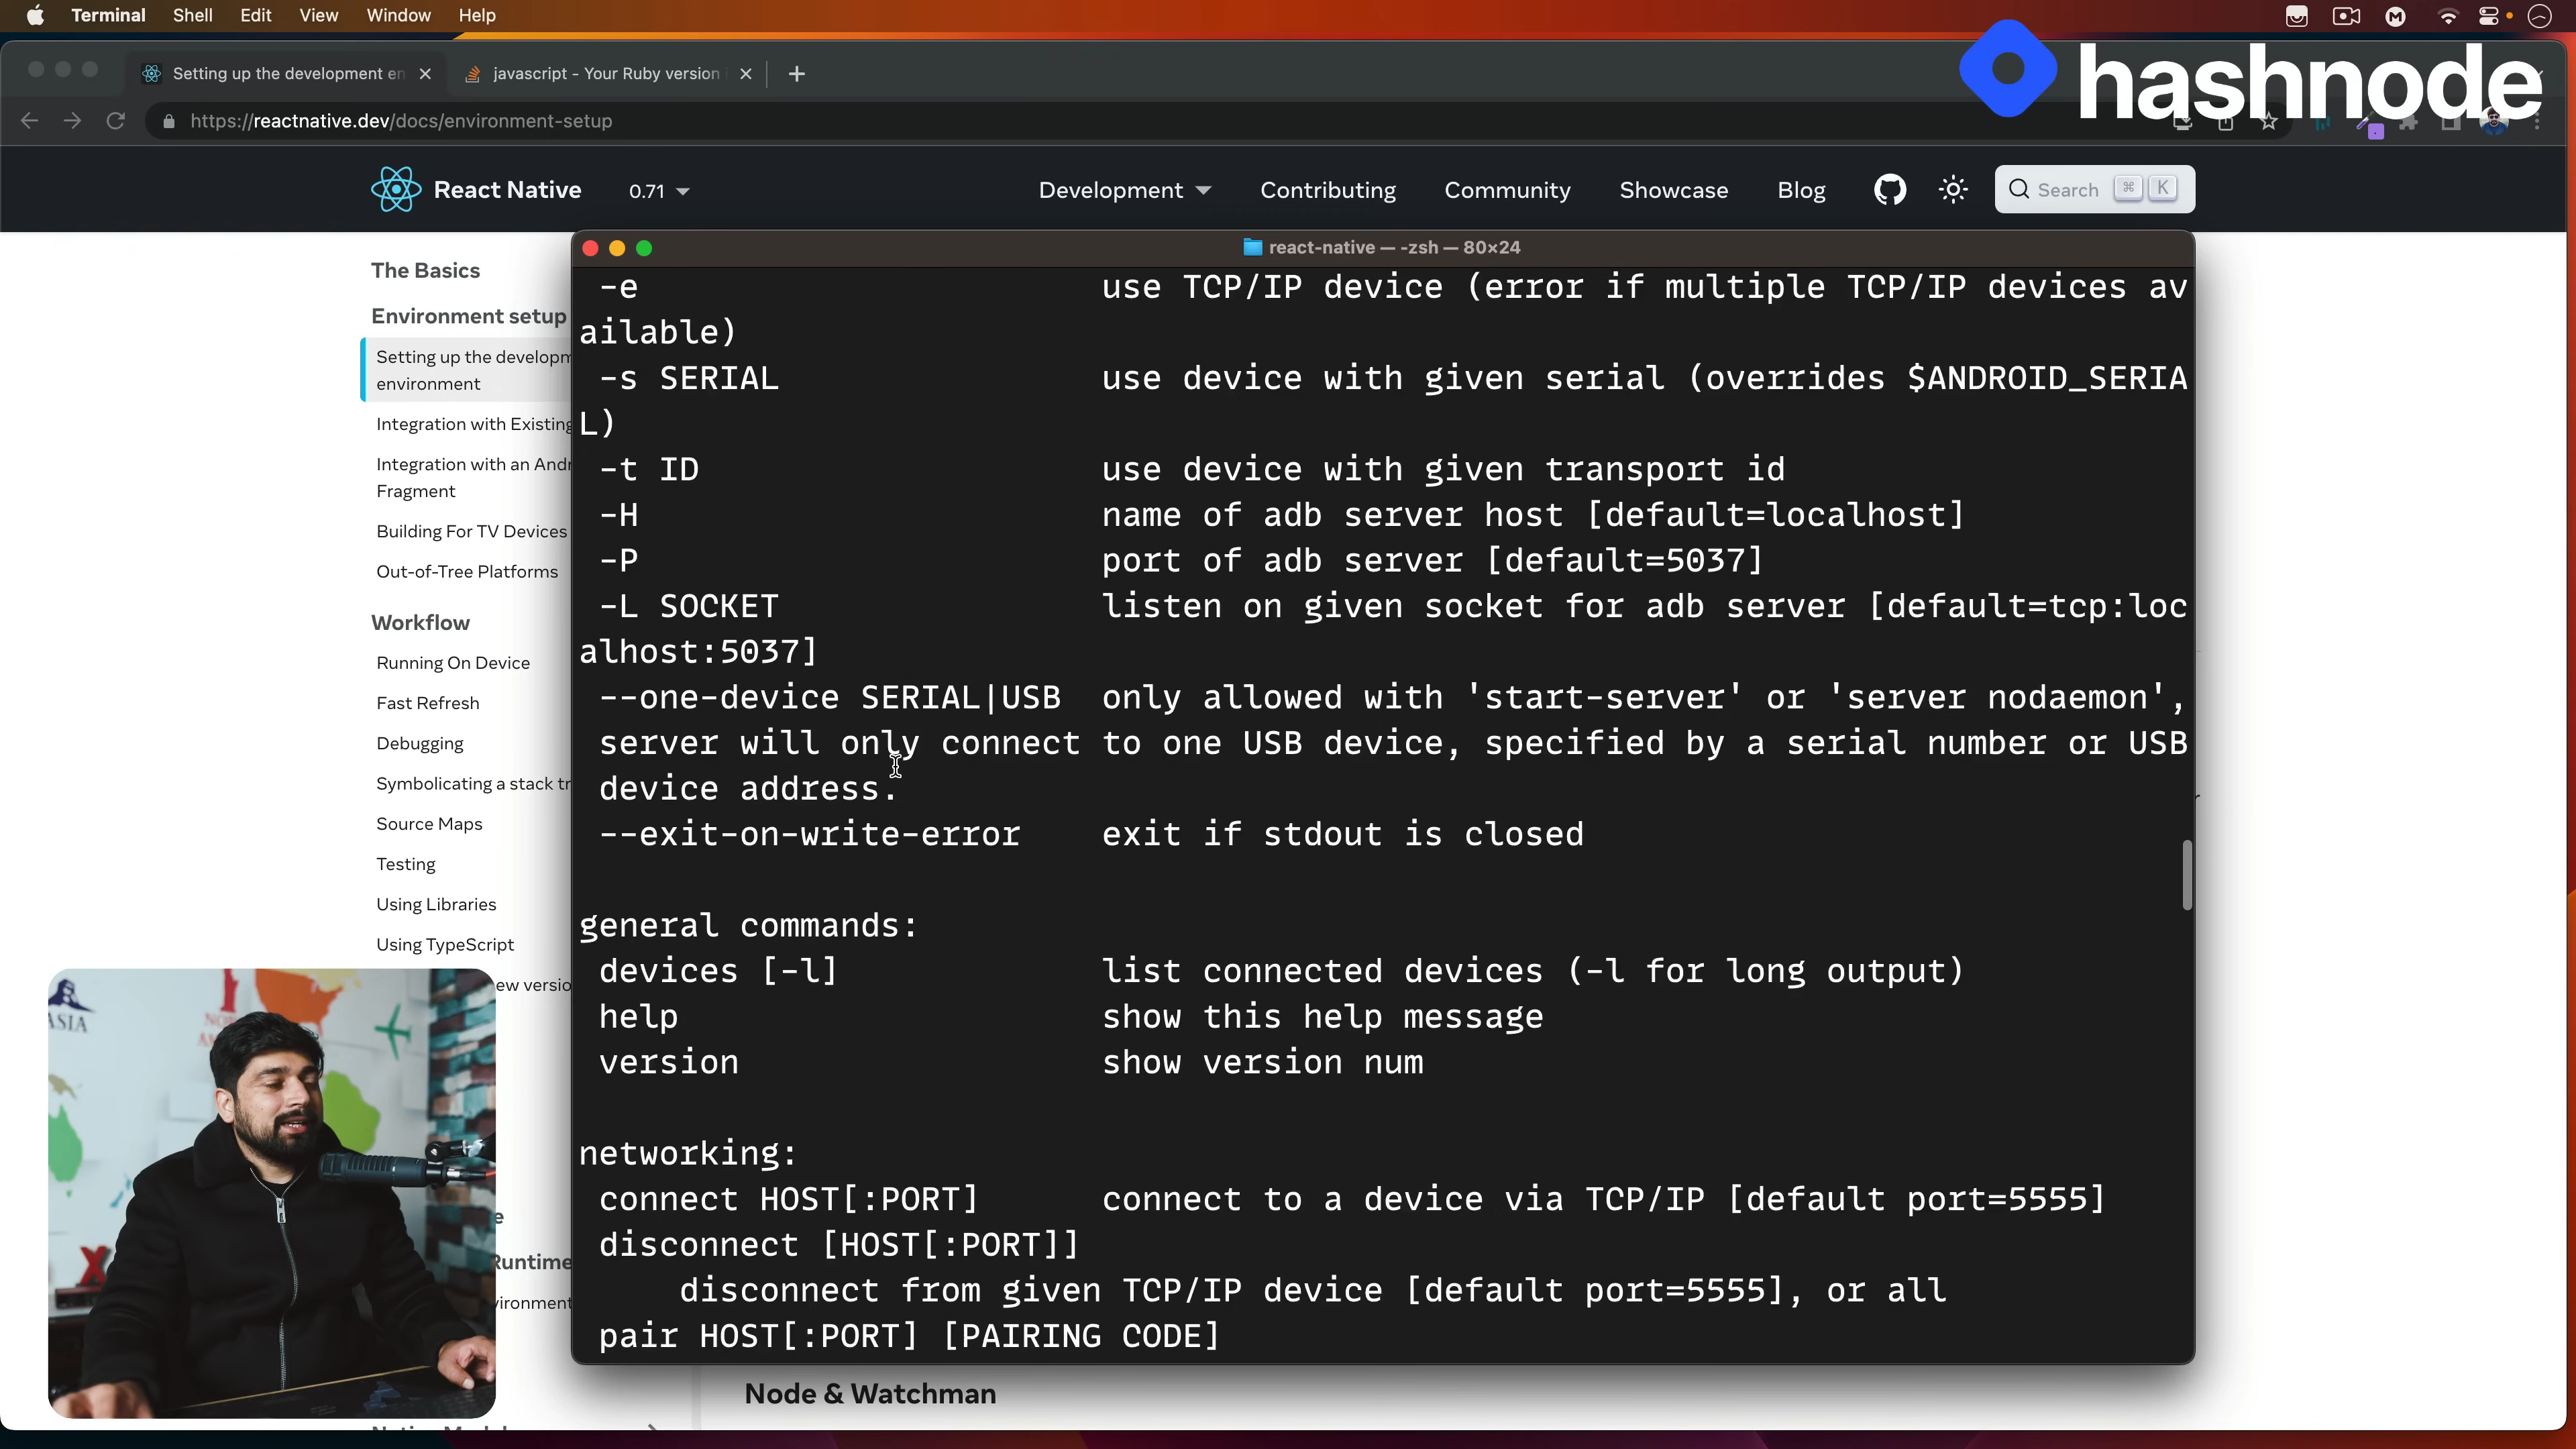 Terminal Shell Edit View Window Help
Setting up the development en
javascript - Your Ruby version
hashnode
https://reactnative.dev/docs/environment-setup
React Native 0.71 Development Contributing Community Showcase Blog Search ⌘ K
react-native — -zsh — 80×24
The Basics
Environment setup
Setting up the developm
environment
Integration with Existing
Integration with an Andr
Fragment
Building For TV Devices
Out-of-Tree Platforms
Workflow
Running On Device
Fast Refresh
Debugging
Symbolicating a stack tr
Source Maps
Testing
Using Libraries
Using TypeScript
ew versio
e
Runtime
vironment
-e use TCP/IP device (error if multiple TCP/IP devices av
ailable)
-s SERIAL use device with given serial (overrides $ANDROID_SERIA
L)
-t ID use device with given transport id
-H name of adb server host [default=localhost]
-P port of adb server [default=5037]
-L SOCKET listen on given socket for adb server [default=tcp:loc
alhost:5037]
--one-device SERIAL|USB only allowed with 'start-server' or 'server nodaemon',
server will only connect to one USB device, specified by a serial number or USB
device address.
--exit-on-write-error exit if stdout is closed
general commands:
devices [-l] list connected devices (-l for long output)
help show this help message
version show version num
networking:
connect HOST[:PORT] connect to a device via TCP/IP [default port=5555]
disconnect [HOST[:PORT]]
disconnect from given TCP/IP device [default port=5555], or all
pair HOST[:PORT] [PAIRING CODE]
Node & Watchman
ASIA